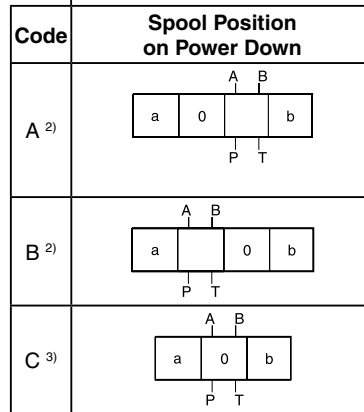 Code
Spool Position
on Power Down
A B
A 2)
a 0 b
P T
A B
B 2)
a 0 b
P T
A B
C 3)
a 0 b
P T